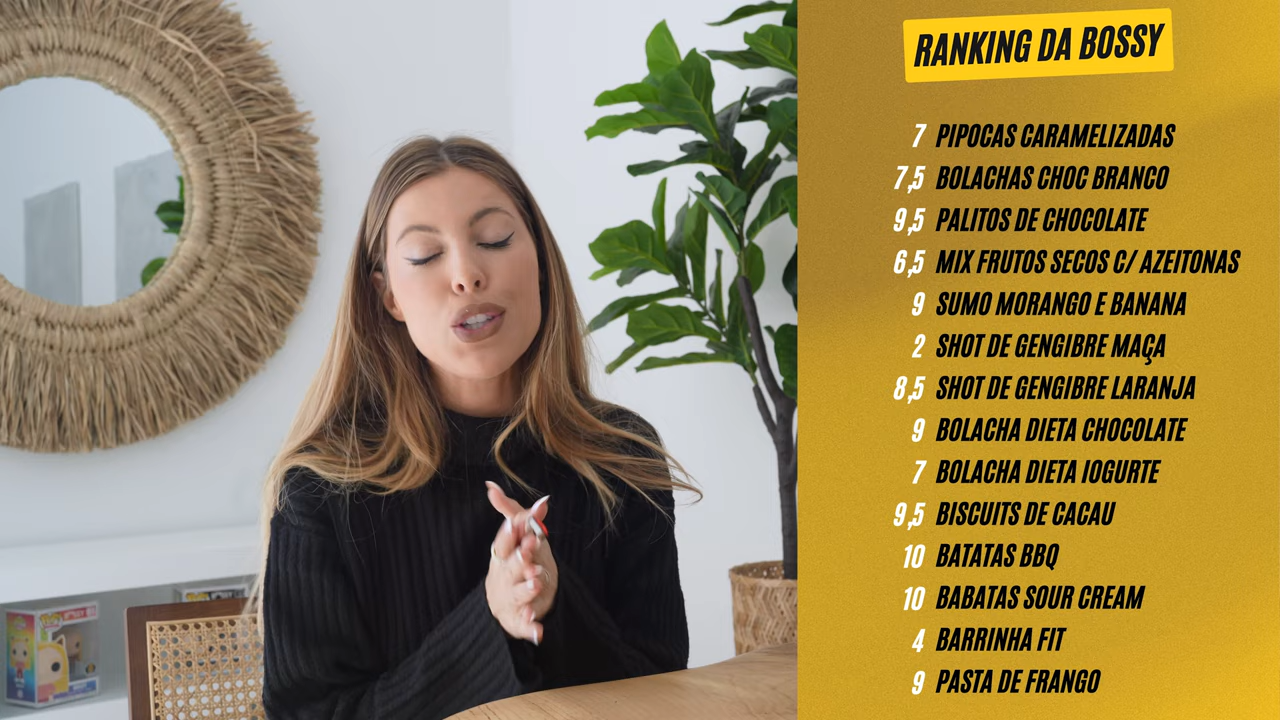 RANKING DA BOSSY
7 PIPOCAS CARAMELIZADAS
7,5 BOLACHAS CHOC BRANCO
9,5 PALITOS DE CHOCOLATE
6,5 MIX FRUTOS SECOS C/ AZEITONAS
9 SUMO MORANGO E BANANA
2 SHOT DE GENGIBRE MAÇA
8,5 SHOT DE GENGIBRE LARANJA
9 BOLACHA DIETA CHOCOLATE
7 BOLACHA DIETA IOGURTE
9,5 BISCUITS DE CACAU
10 BATATAS BBQ
10 BABATAS SOUR CREAM
4 BARRINHA FIT
9 PASTA DE FRANGO